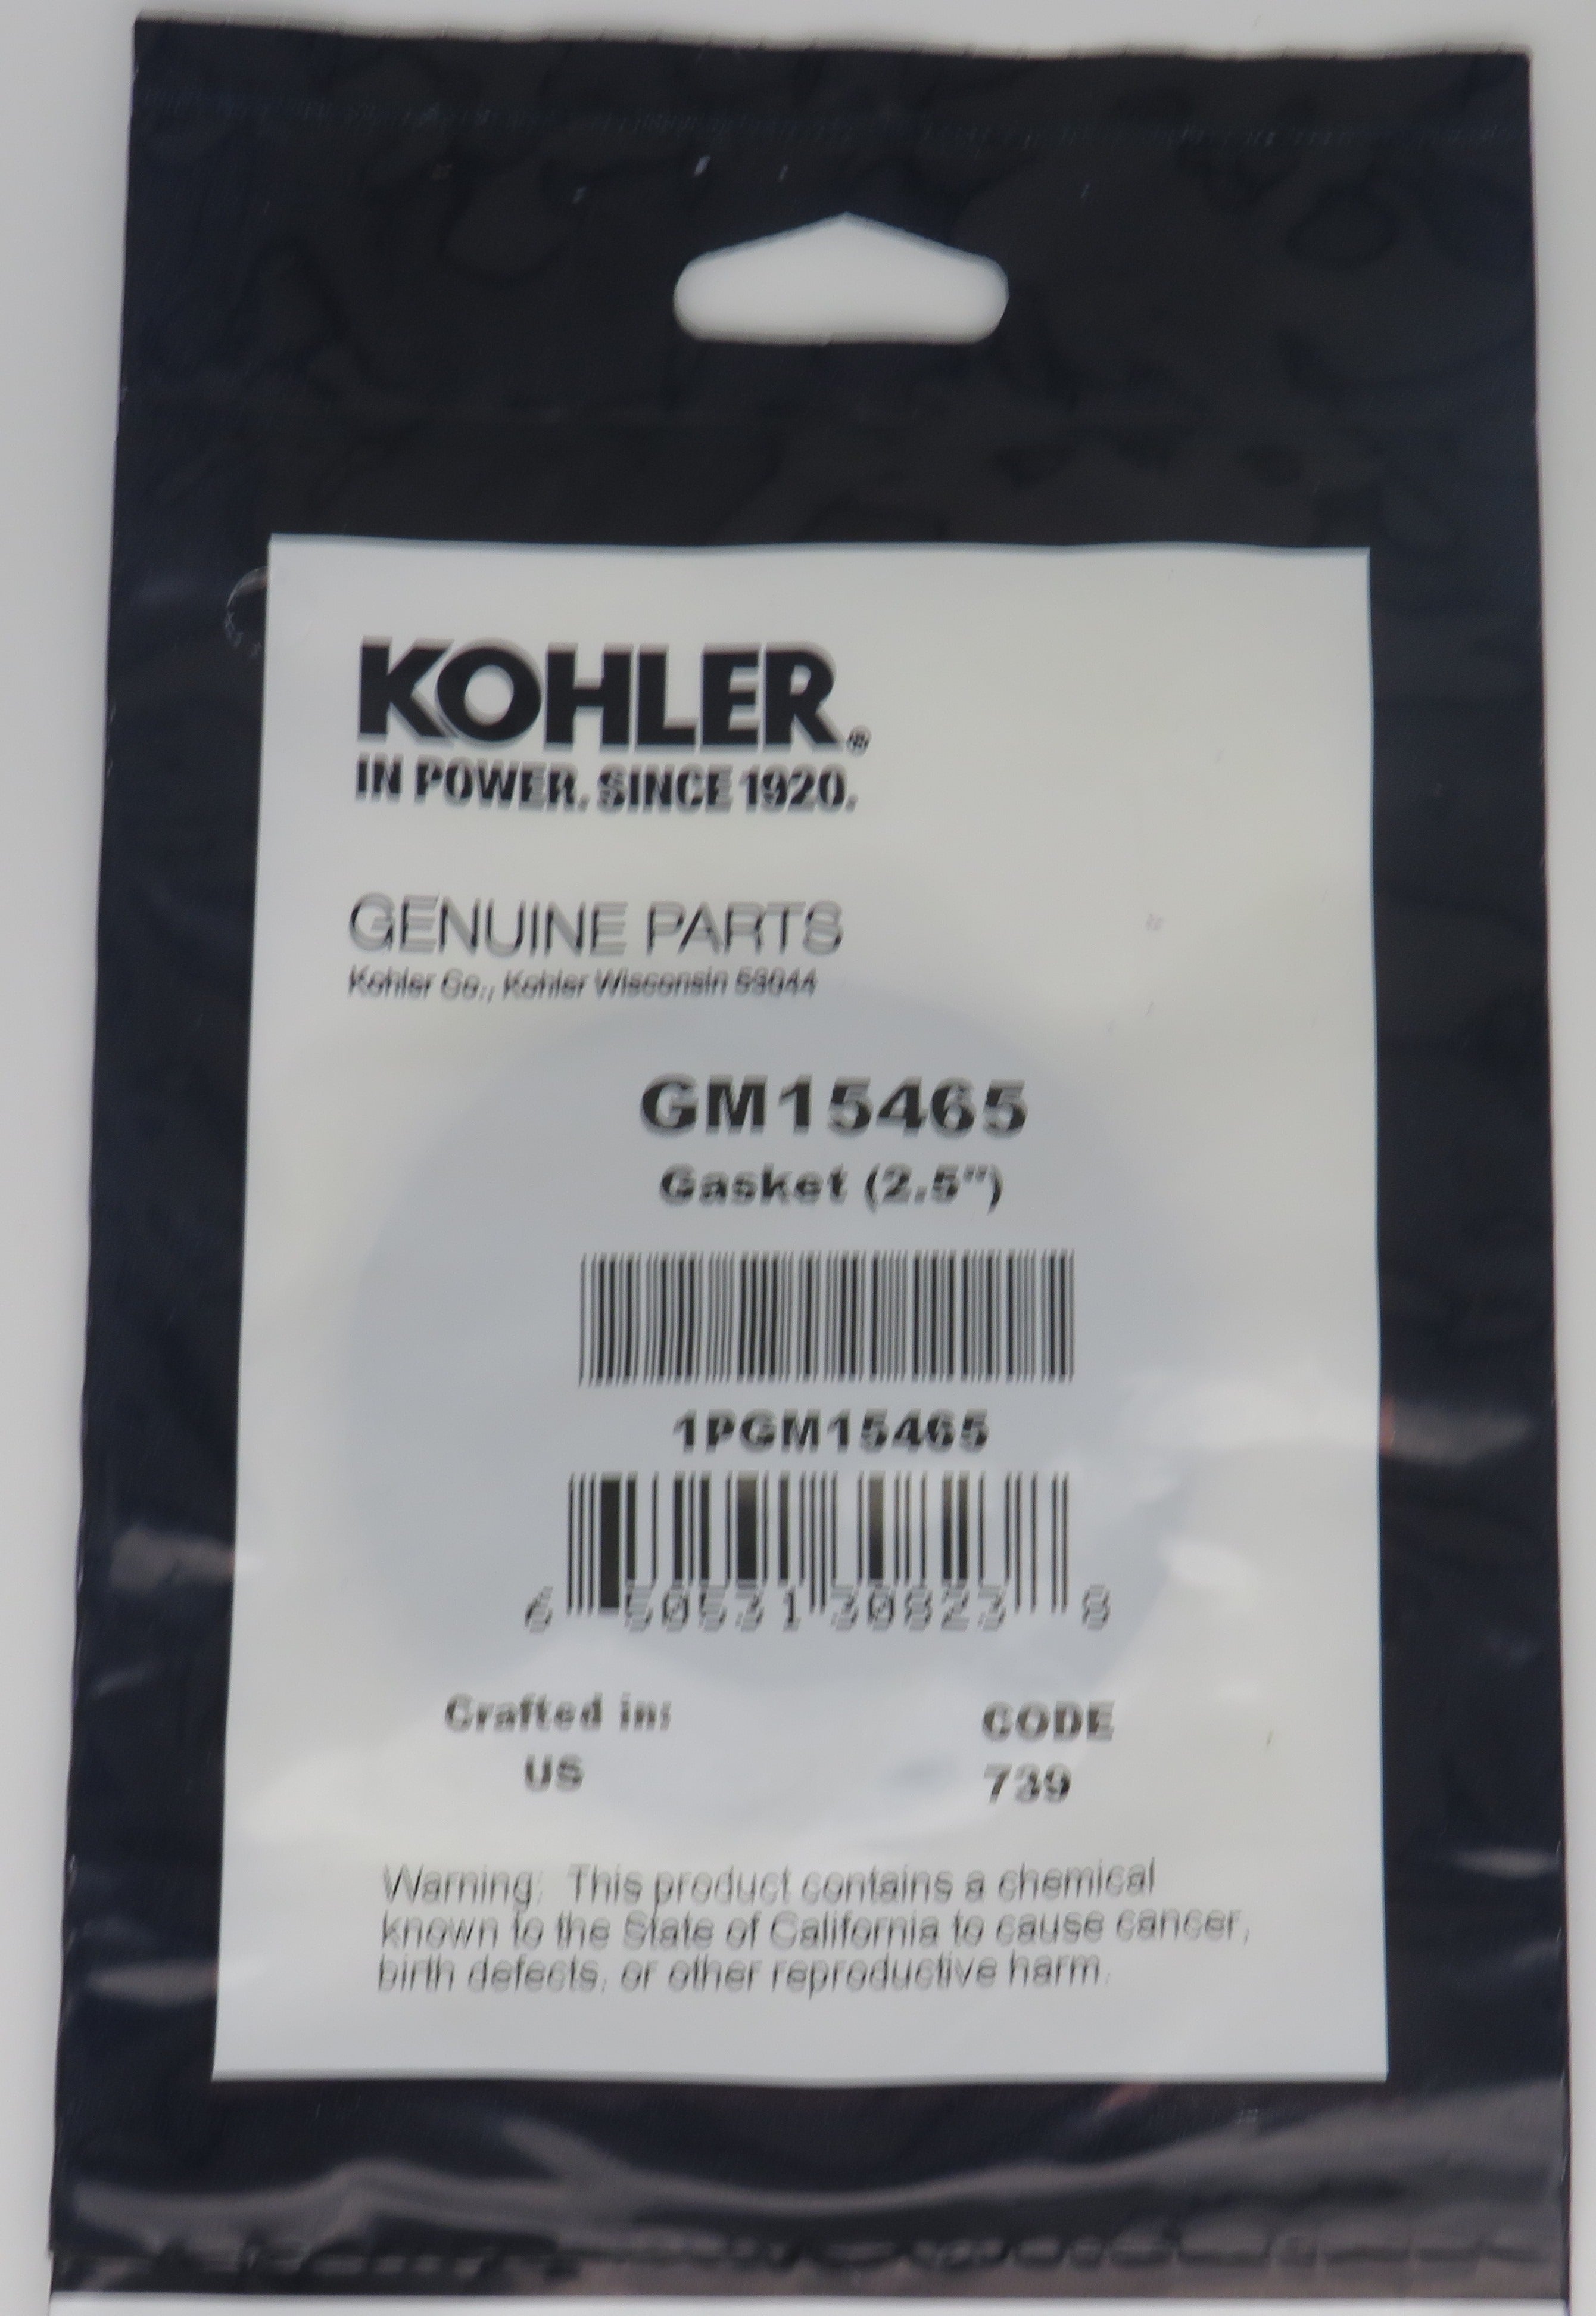 KOHLER®
IN POWER. SINCE 1920.
GENUINE PARTS
Kohler Co., Kohler Wisconsin 53044
GM15465
Gasket (2.5")
1PGM15465
6 50531 30823 8
Crafted in: CODE
US 739
Warning: This product contains a chemical
known to the State of California to cause cancer,
birth defects, or other reproductive harm.